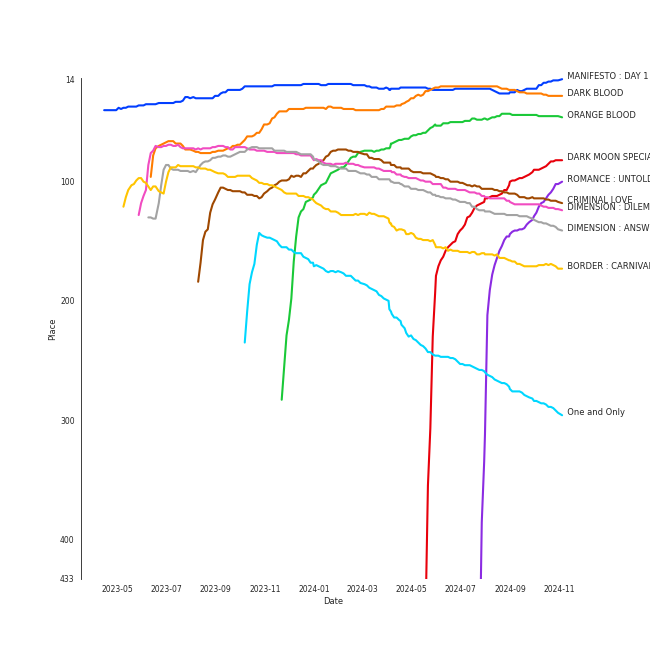 14
100
200
300
400
433
Place
2023-05
2023-07
2023-09
2023-11
2024-01
2024-03
2024-05
2024-07
2024-09
2024-11
Date
MANIFESTO : DAY 1
DARK BLOOD
ORANGE BLOOD
DARK MOON SPECIA
ROMANCE : UNTOLD
CRIMINAL LOVE
DIMENSION : DILEM
DIMENSION : ANSW
BORDER : CARNIVA
One and Only